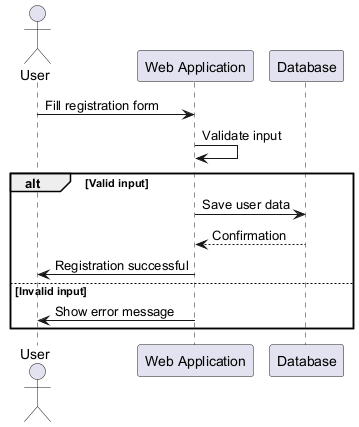 User
Web Application
Database
Fill registration form
Validate input
alt
[Valid input]
Save user data
Confirmation
Registration successful
[Invalid input]
Show error message
User
Web Application
Database